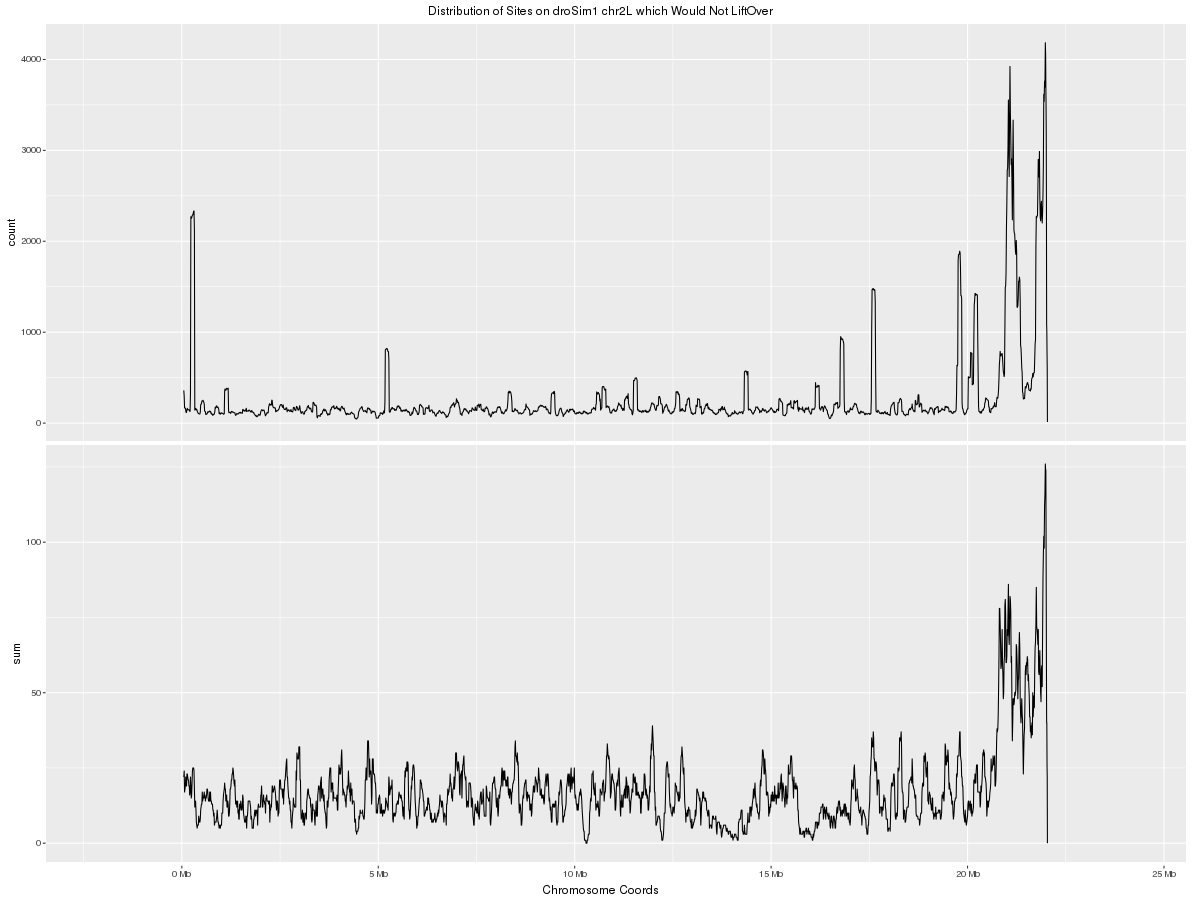 Distribution of Sites on droSim1 chr2L which Would Not LiftOver
4000
3000
2000
1000
0
count
100
50
0
sum
0 Mb 5 Mb 10 Mb 15 Mb 20 Mb 25 Mb
Chromosome Coords